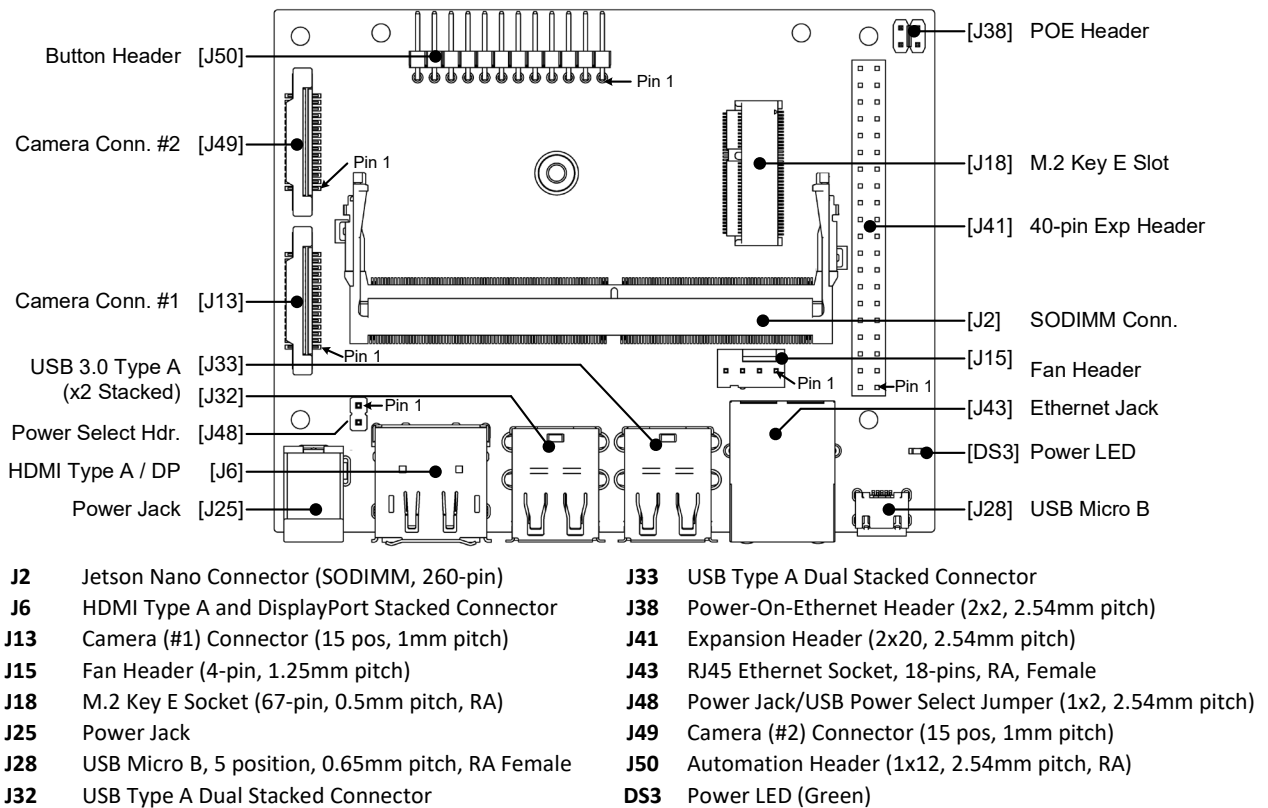 Button Header [J50]
Pin 1
[J38] POE Header
Camera Conn. #2 [J49]
Pin 1
[J18] M.2 Key E Slot
[J41] 40-pin Exp Header
Camera Conn. #1 [J13]
Pin 1
[J2] SODIMM Conn.
USB 3.0 Type A [J33]
(x2 Stacked) [J32]
[J15] Fan Header
Pin 1
Pin 1
Pin 1
[J43] Ethernet Jack
Power Select Hdr. [J48]
[DS3] Power LED
HDMI Type A / DP [J6]
Power Jack [J25]
[J28] USB Micro B
J2 Jetson Nano Connector (SODIMM, 260-pin)
J6 HDMI Type A and DisplayPort Stacked Connector
J13 Camera (#1) Connector (15 pos, 1mm pitch)
J15 Fan Header (4-pin, 1.25mm pitch)
J18 M.2 Key E Socket (67-pin, 0.5mm pitch, RA)
J25 Power Jack
J28 USB Micro B, 5 position, 0.65mm pitch, RA Female
J32 USB Type A Dual Stacked Connector
J33 USB Type A Dual Stacked Connector
J38 Power-On-Ethernet Header (2x2, 2.54mm pitch)
J41 Expansion Header (2x20, 2.54mm pitch)
J43 RJ45 Ethernet Socket, 18-pins, RA, Female
J48 Power Jack/USB Power Select Jumper (1x2, 2.54mm pitch)
J49 Camera (#2) Connector (15 pos, 1mm pitch)
J50 Automation Header (1x12, 2.54mm pitch, RA)
DS3 Power LED (Green)